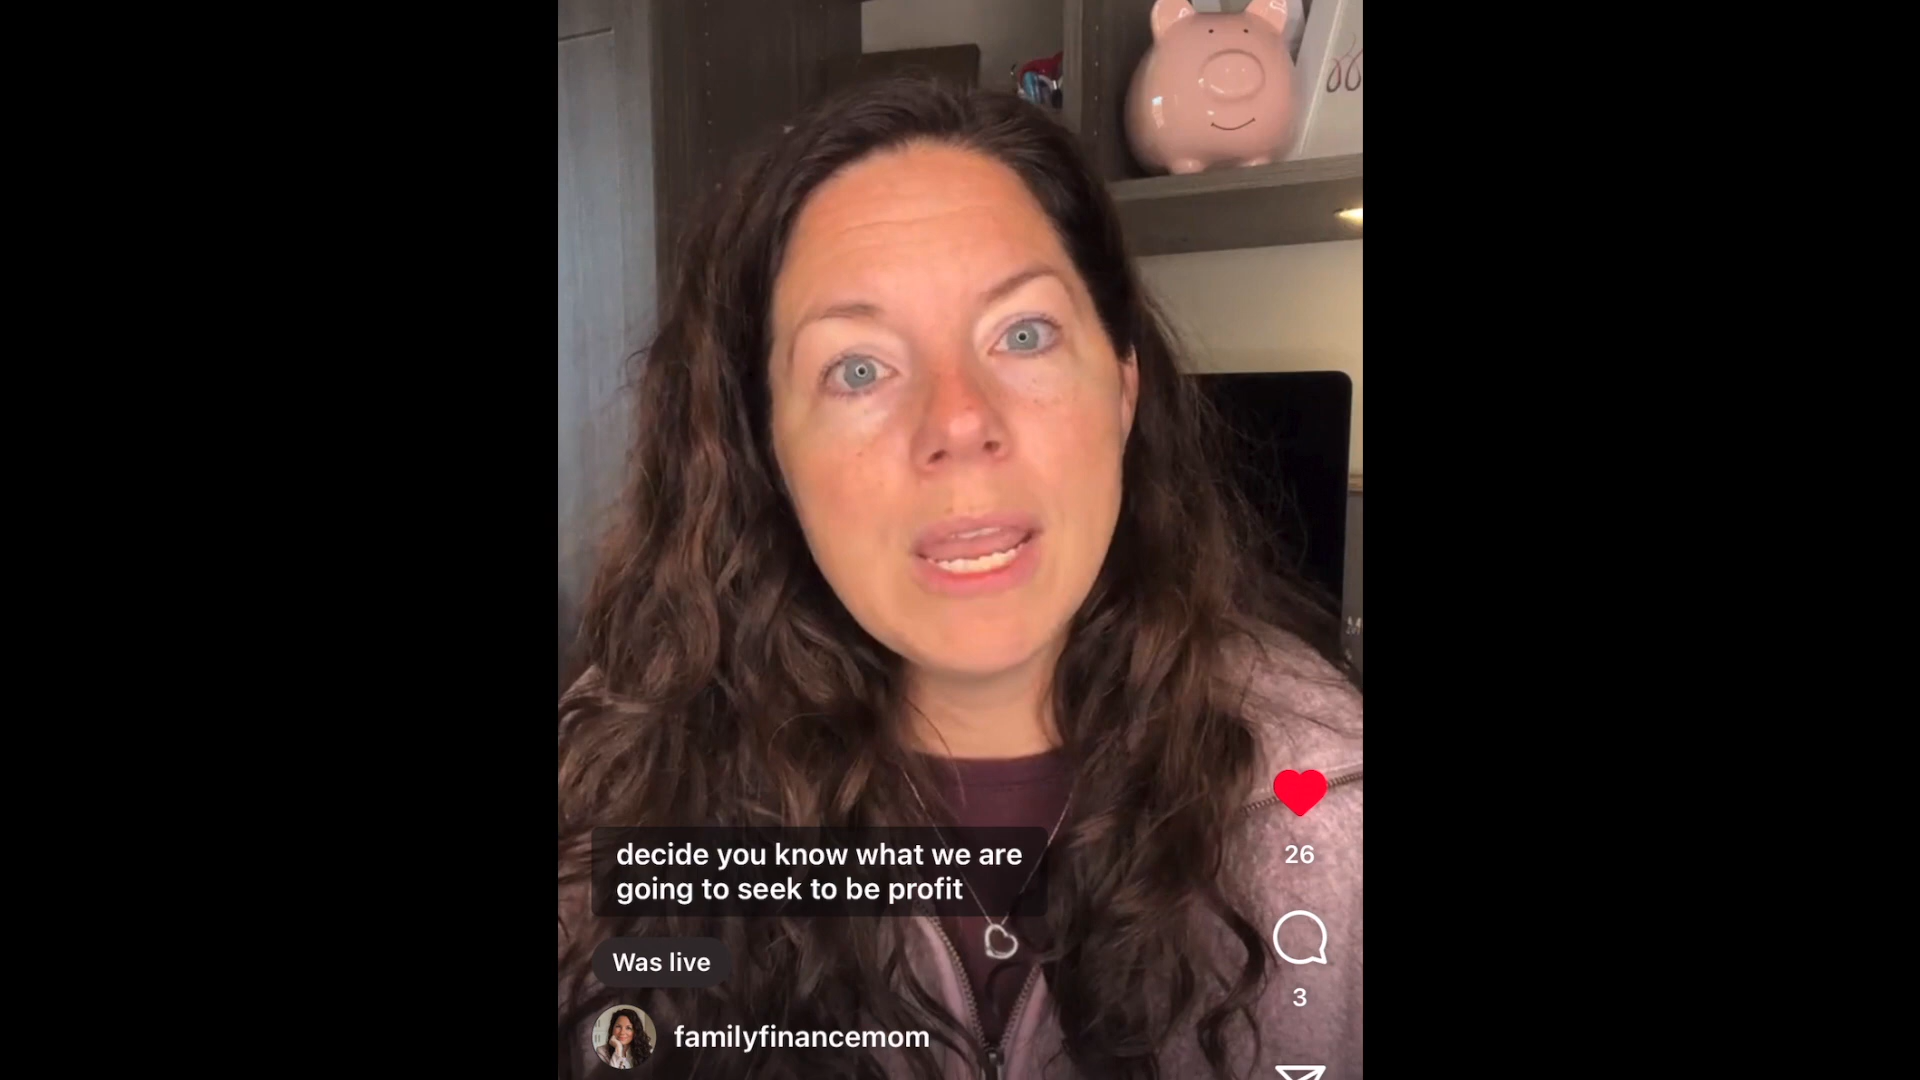 decide you know what we are
going to seek to be profit
26
Was live
3
familyfinancemom